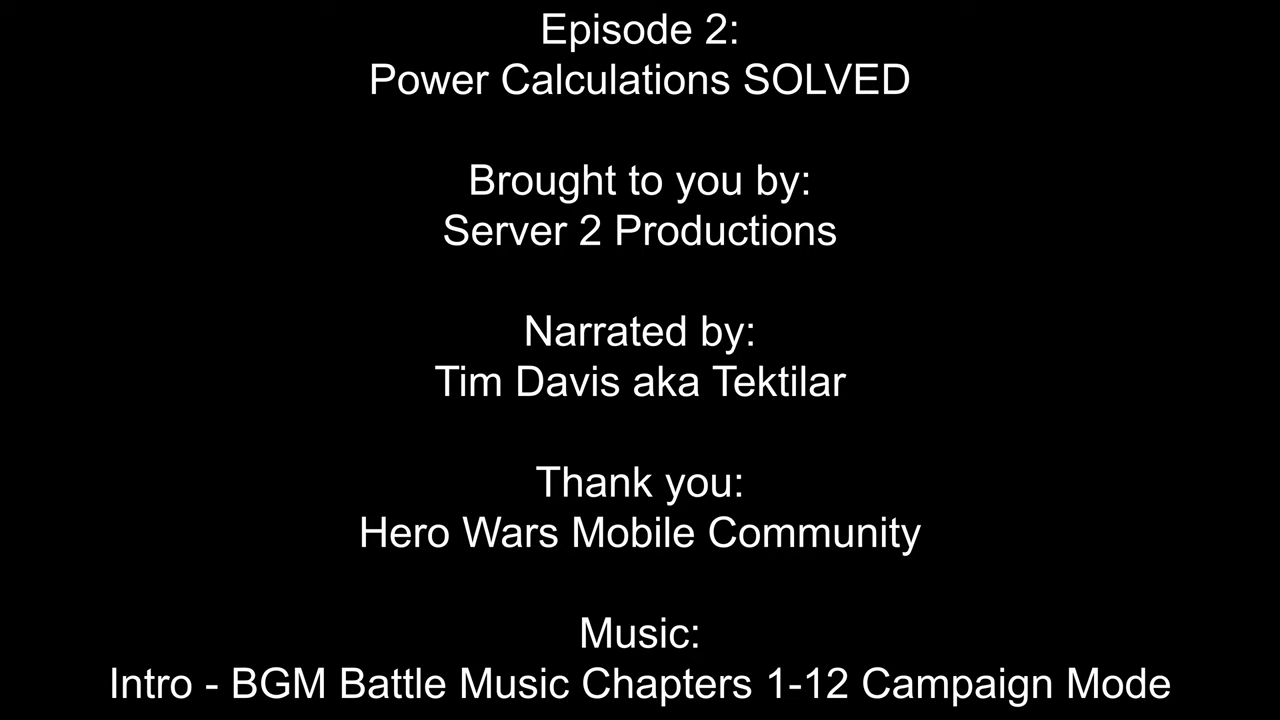 Episode 2:
Power Calculations SOLVED
Brought to you by:
Server 2 Productions
Narrated by:
Tim Davis aka Tektilar
Thank you:
Hero Wars Mobile Community
Music:
Intro - BGM Battle Music Chapters 1-12 Campaign Mode